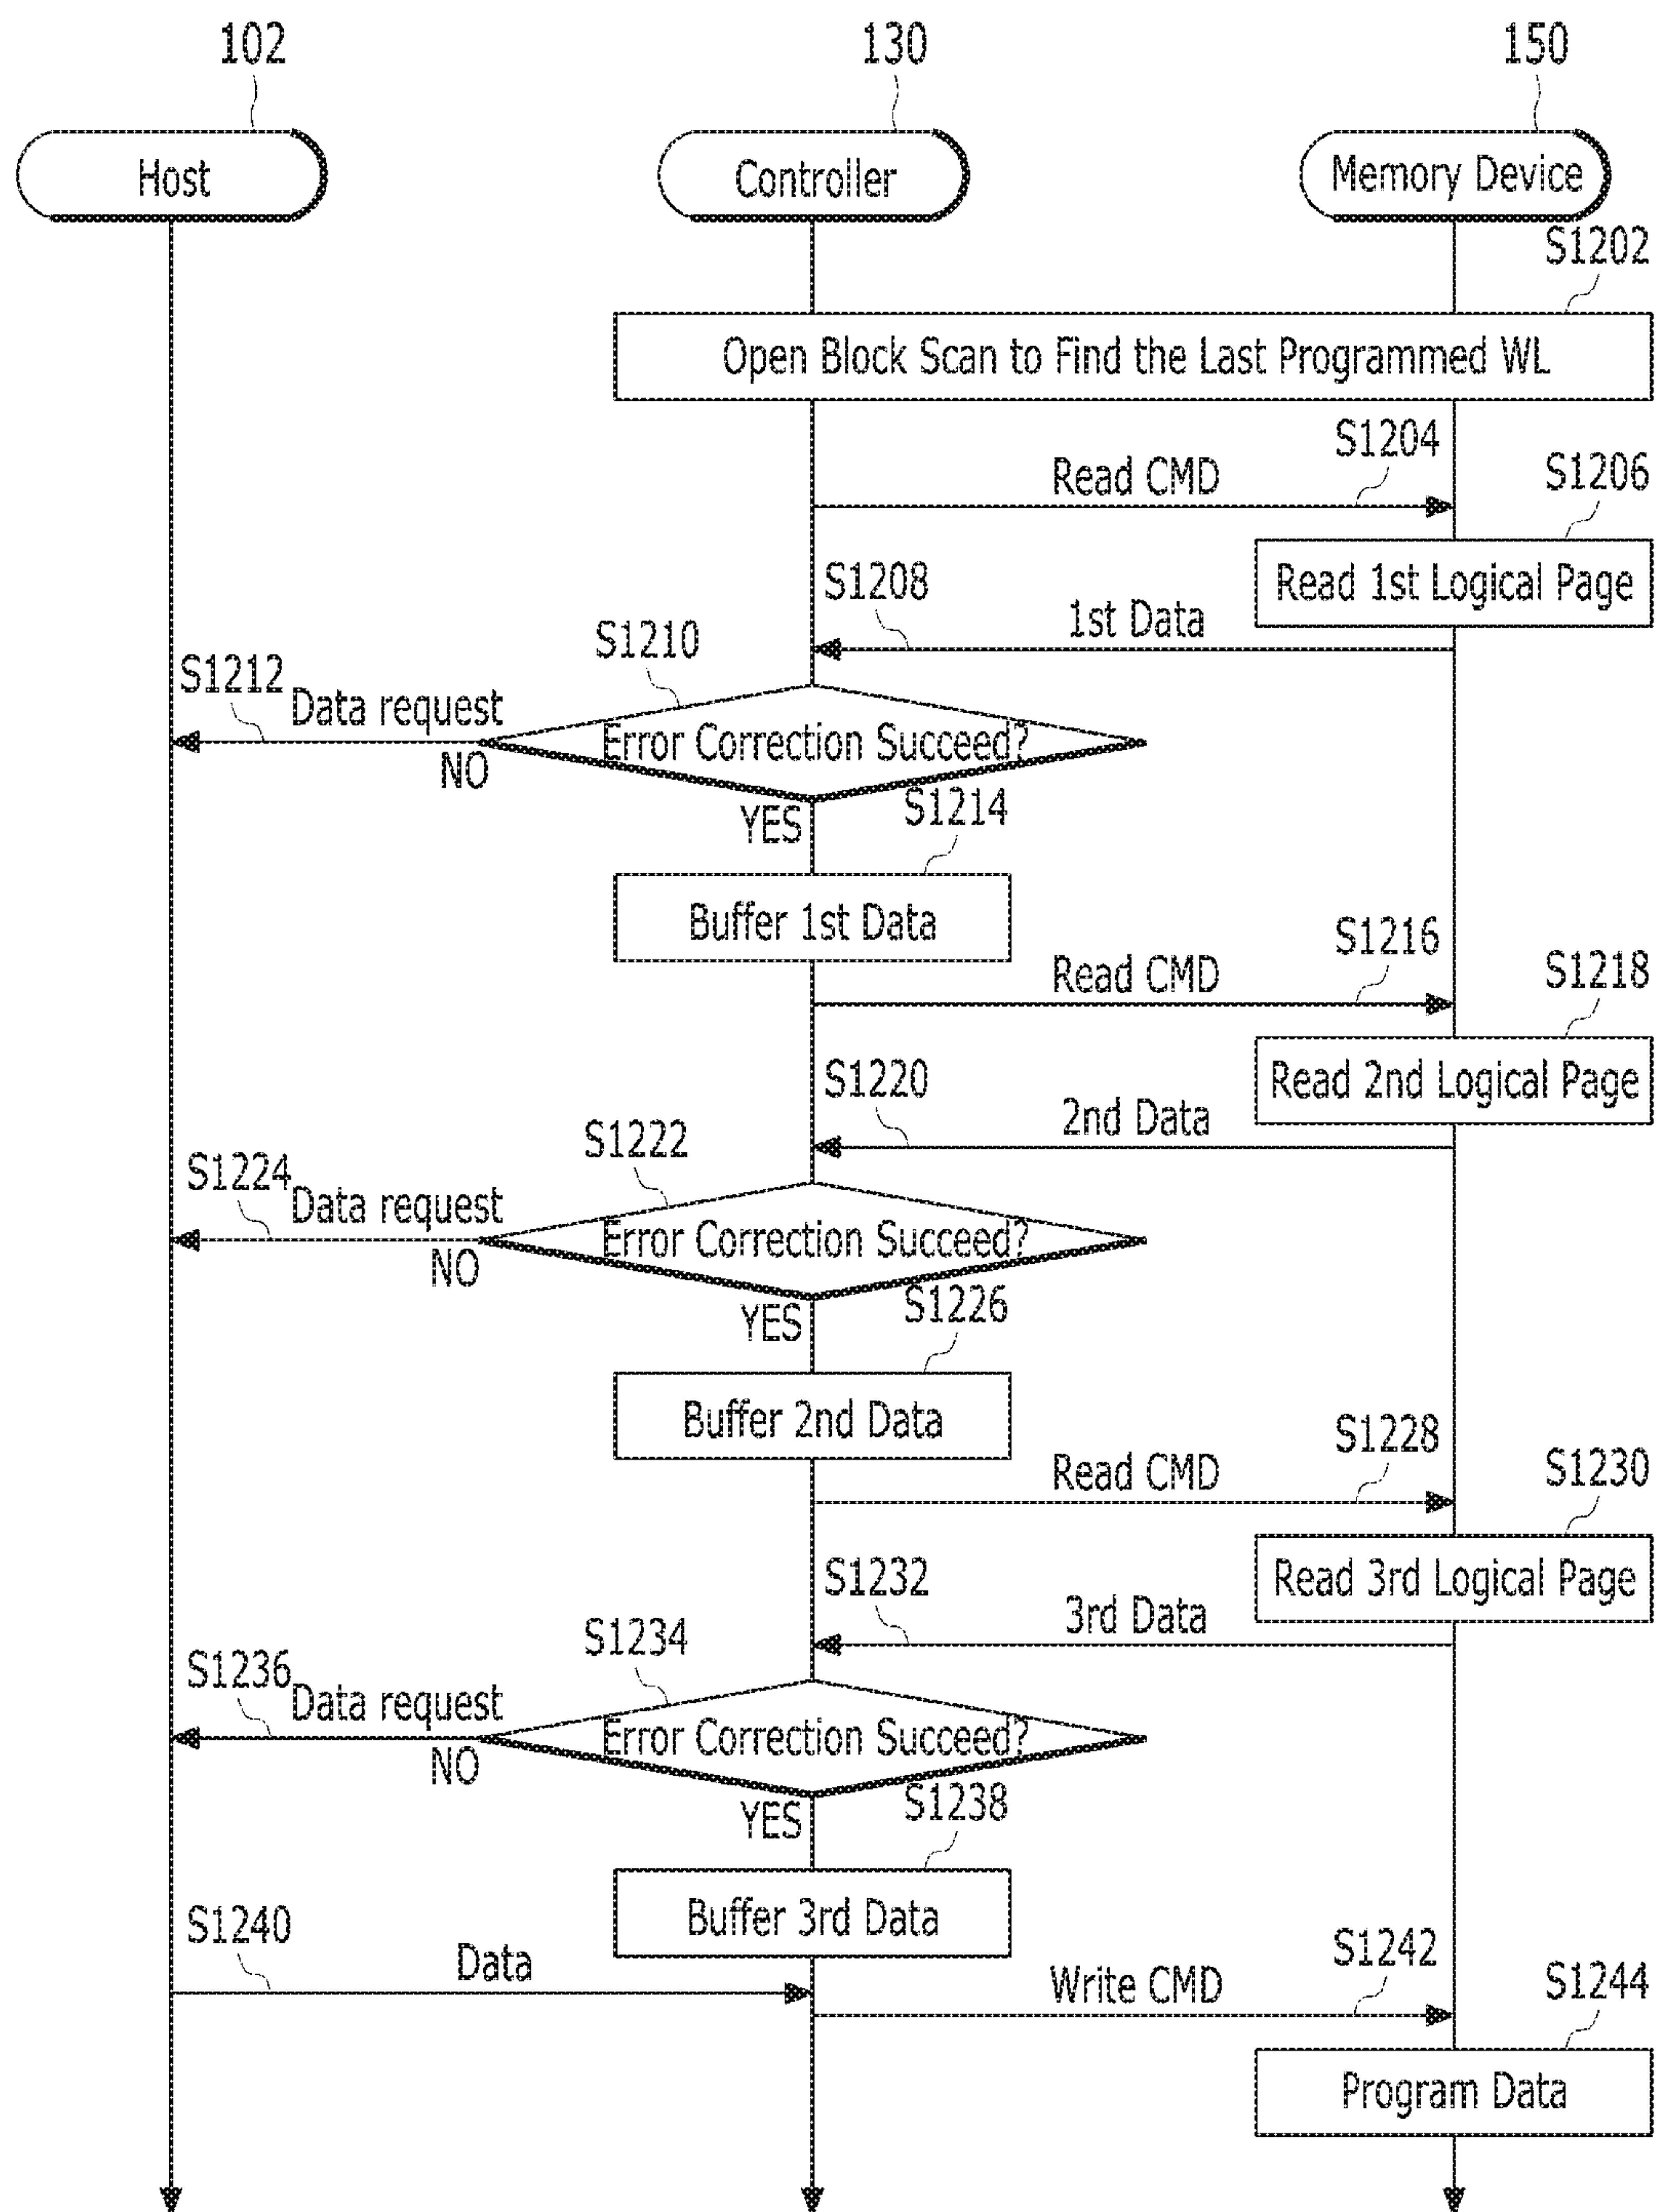 102
130
150
Host
Controller
Memory Device
S1202
Open Block Scan to Find the Last Programmed WL
S1204
Read CMD
S1206
Read 1st Logical Page
S1208
1st Data
S1210
S1212
Data request
Error Correction Succeed?
NO
YES
S1214
Buffer 1st Data
S1216
Read CMD
S1218
Read 2nd Logical Page
S1220
2nd Data
S1222
S1224
Data request
Error Correction Succeed?
NO
YES
S1226
Buffer 2nd Data
S1228
Read CMD
S1230
Read 3rd Logical Page
S1232
3rd Data
S1234
S1236
Data request
Error Correction Succeed?
NO
YES
S1238
Buffer 3rd Data
S1240
Data
S1242
Write CMD
S1244
Program Data